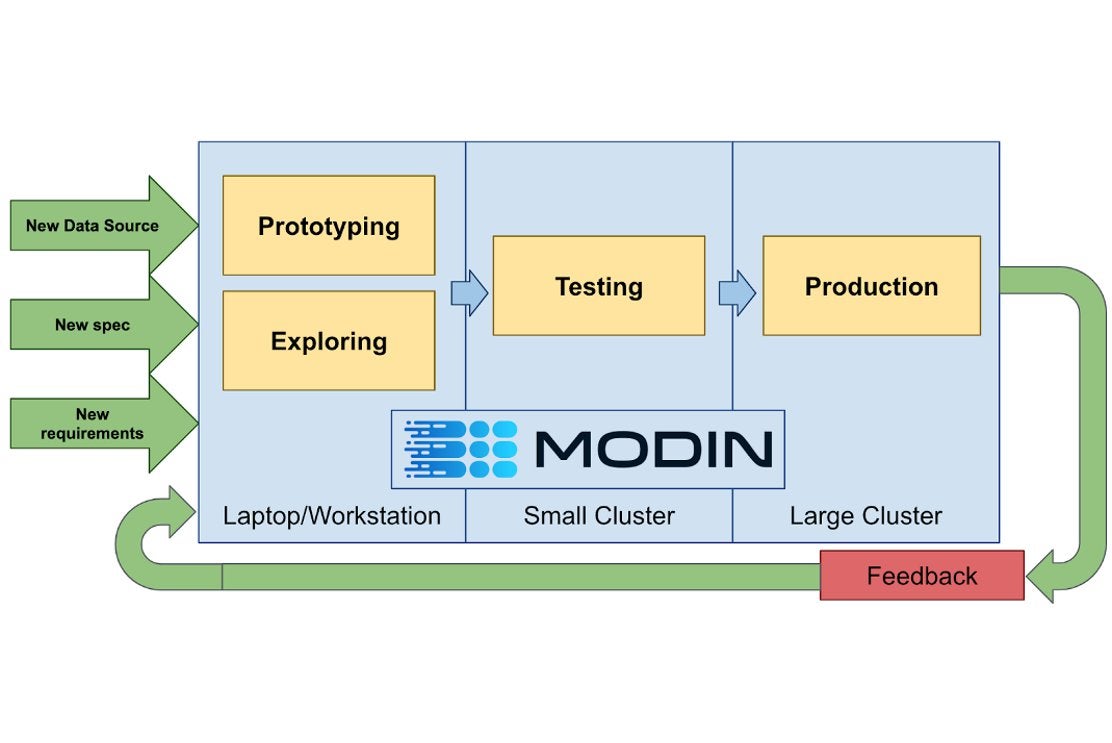 New Data Source
New spec
New
requirements
Prototyping
Exploring
Testing
Production
MODIN
Laptop/Workstation
Small Cluster
Large Cluster
Feedback